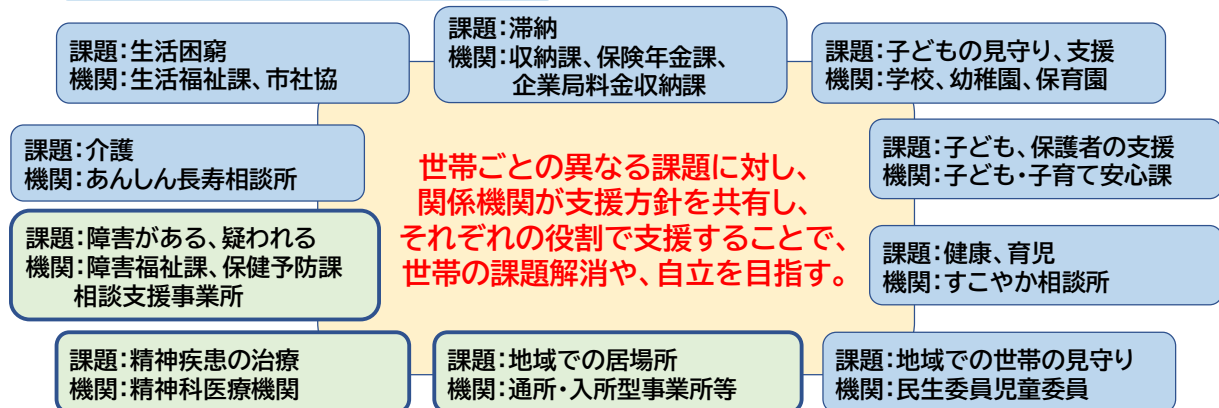 課題：生活困窮
機関：生活福祉課、市社協
課題：滞納
機関：収納課、保険年金課、
企業局料金収納課
課題：子どもの見守り、支援
機関：学校、幼稚園、保育園
課題：介護
機関：あんしん長寿相談所
課題：子ども、保護者の支援
機関：子ども・子育て安心課
世帯ごとの異なる課題に対し、
関係機関が支援方針を共有し、
それぞれの役割で支援することで、
世帯の課題解消や、自立を目指す。
課題：障害がある、疑われる
機関：障害福祉課、保健予防課
相談支援事業所
課題：健康、育児
機関：すこやか相談所
課題：精神疾患の治療
機関：精神科医療機関
課題：地域での居場所
機関：通所・入所型事業所等
課題：地域での世帯の見守り
機関：民生委員児童委員